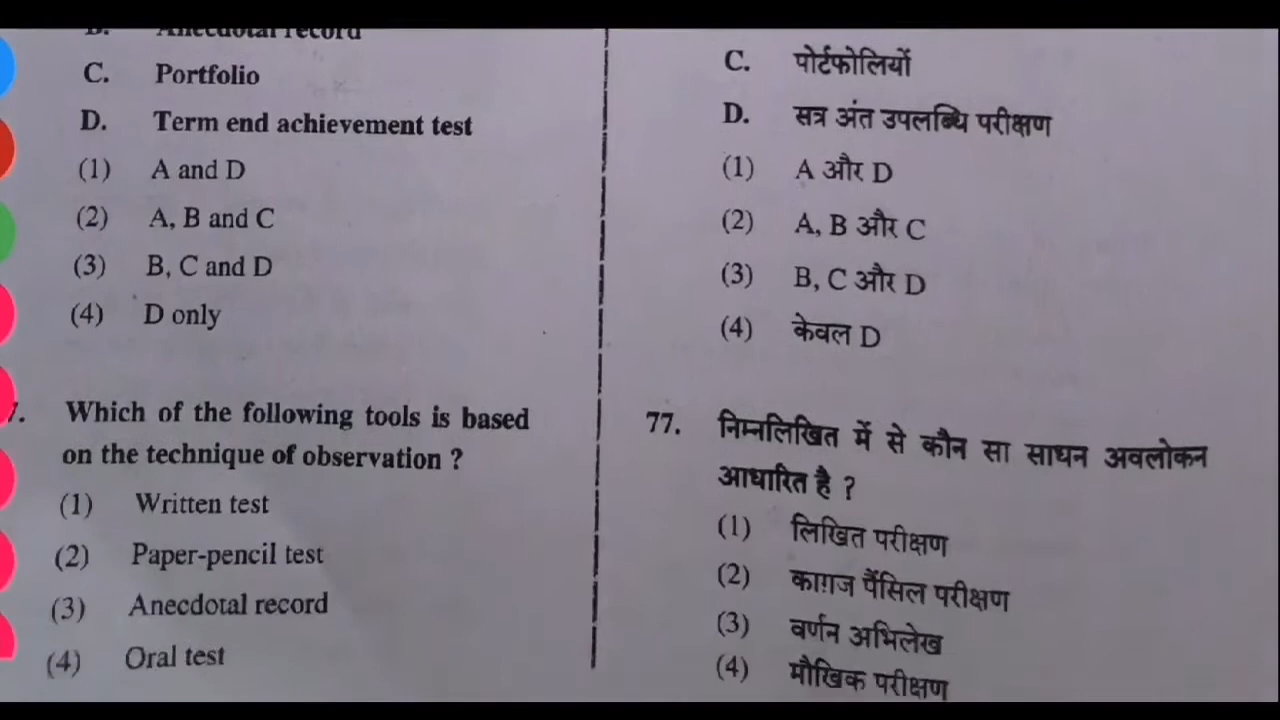 B. Anecdotal record
C. Portfolio
D. Term end achievement test
(1) A and D
(2) A, B and C
(3) B, C and D
(4) D only
7. Which of the following tools is based
on the technique of observation ?
(1) Written test
(2) Paper-pencil test
(3) Anecdotal record
(4) Oral test
C. पोर्टफोलियों
D. सत्र अंत उपलब्धि परीक्षण
(1) A और D
(2) A, B और C
(3) B, C और D
(4) केवल D
77. निम्नलिखित में से कौन सा साधन अवलोकन
आधारित है ?
(1) लिखित परीक्षण
(2) काग़ज पैंसिल परीक्षण
(3) वर्णन अभिलेख
(4) मौखिक परीक्षण